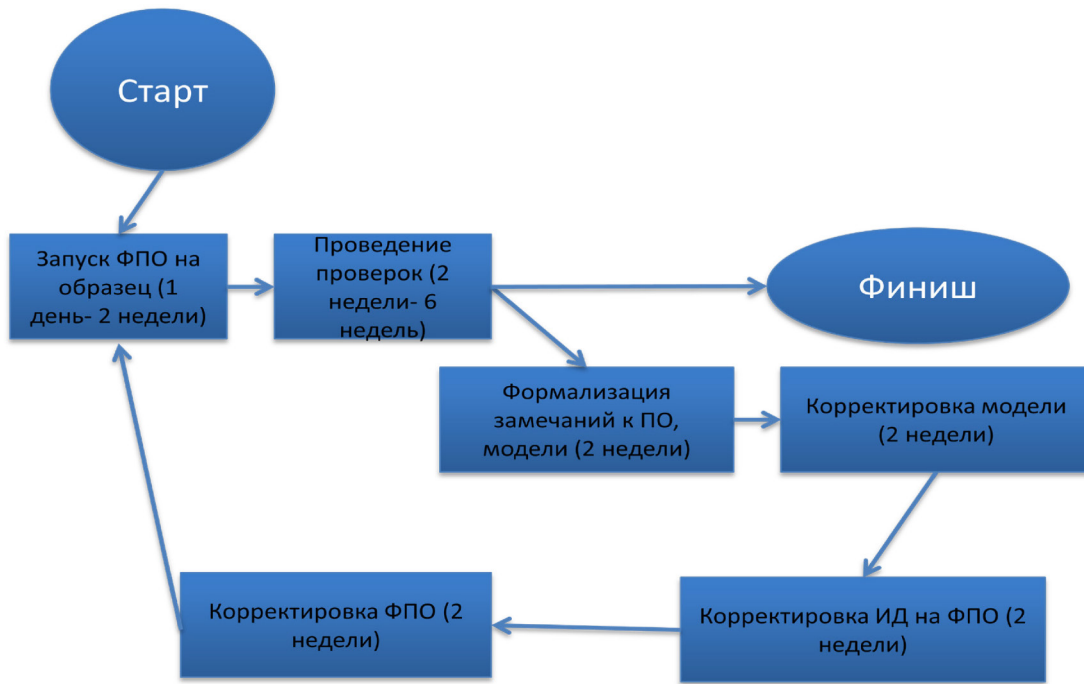 Старт
Запуск ФПО на
образец (1
день- 2 недели)
Проведение
проверок (2
недели- 6
недель)
Финиш
Формализация
замечаний к ПО,
модели (2 недели)
Корректировка модели
(2 недели)
Корректировка ФПО (2
недели)
Корректировка ИД на ФПО (2
недели)